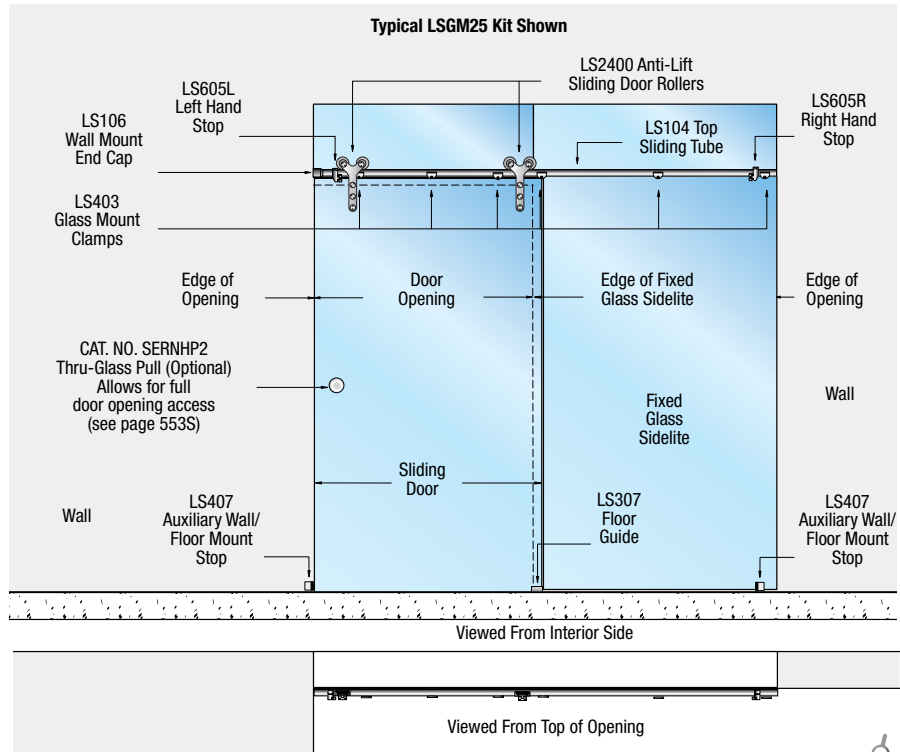 Typical LSGM25 Kit Shown
LS2400 Anti-Lift
Sliding Door Rollers
LS605L
Left Hand
Stop
LS605R
Right Hand
Stop
LS106
Wall Mount
End Cap
LS104 Top
Sliding Tube
LS403
Glass Mount
Clamps
Edge of
Opening
Door
Opening
Edge of Fixed
Glass Sidelite
Edge of
Opening
CAT. NO. SERNHP2
Thru-Glass Pull (Optional)
Allows for full
door opening access
(see page 553S)
Fixed
Glass
Sidelite
Wall
Sliding
Door
Wall
LS407
Auxiliary Wall/
Floor Mount
Stop
LS307
Floor
Guide
LS407
Auxiliary Wall/
Floor Mount
Stop
Viewed From Interior Side
Viewed From Top of Opening